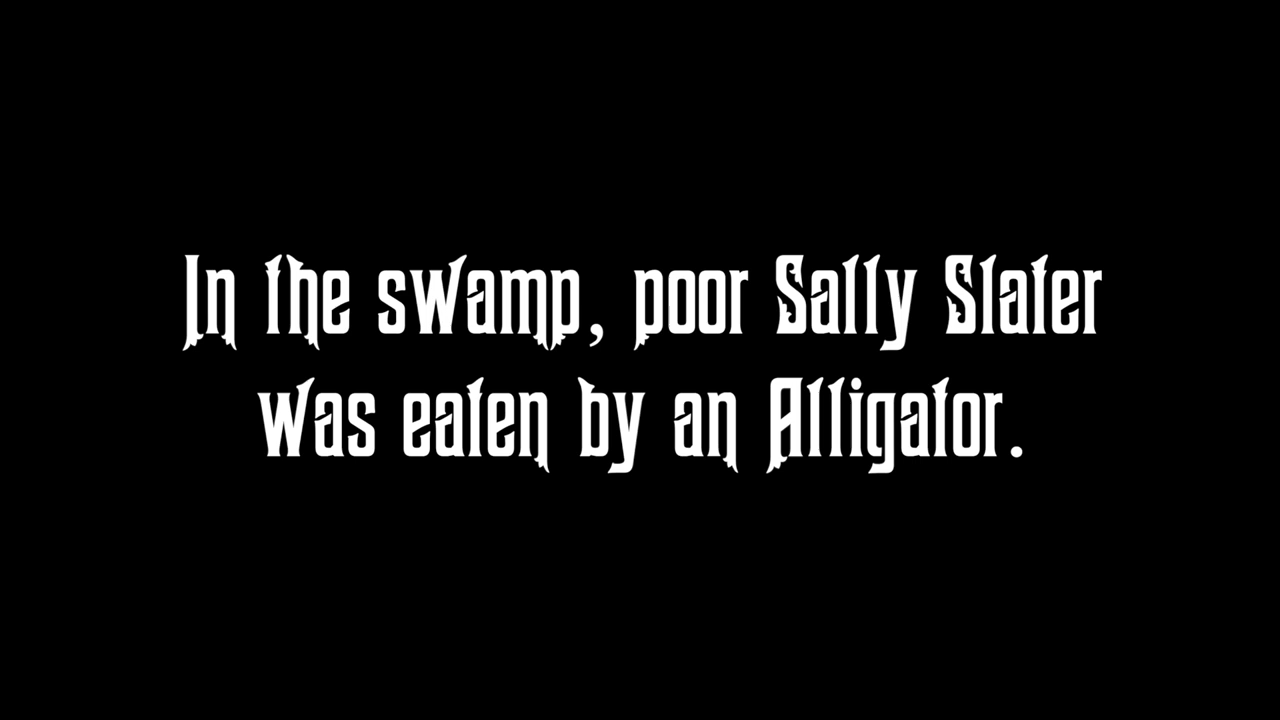 In the swamp, poor Sally Slater
was eaten by an Alligator.